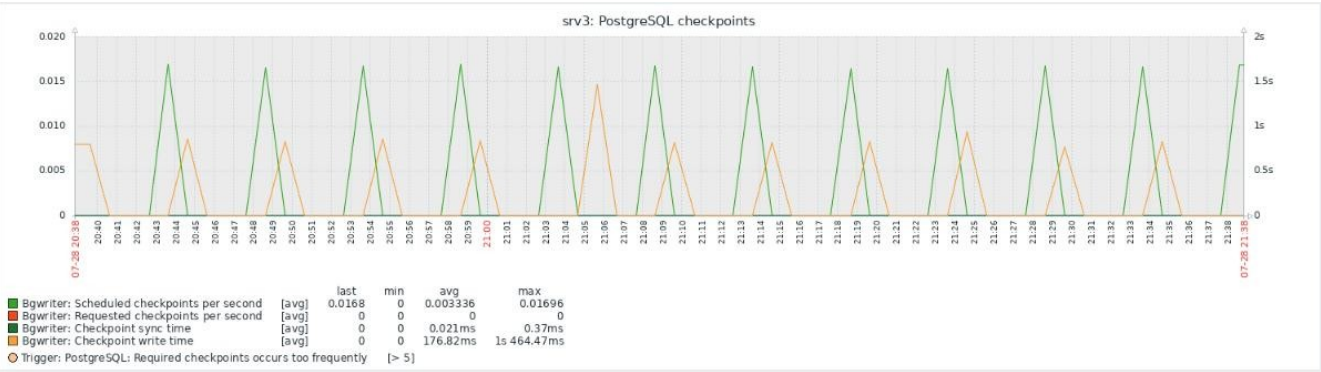 srv3: PostgreSQL checkpoints
0.020 2s
0.015 1.5s
0.010 1s
0.005 0.5s
0 0
07-28 20:38 20:40 20:41 20:42 20:43 20:44 20:45 20:46 20:47 20:48 20:49 20:50 20:51 20:52 20:53 20:54 20:55 20:56 20:57 20:58 20:59 21:00 21:01 21:02 21:03 21:04 21:05 21:06 21:07 21:08 21:09 21:10 21:11 21:12 21:13 21:14 21:15 21:16 21:17 21:18 21:19 21:20 21:21 21:22 21:23 21:24 21:25 21:26 21:27 21:28 21:29 21:30 21:31 21:32 21:33 21:34 21:35 21:36 21:37 21:38 07-28 21:38
last min avg max
Bgwriter: Scheduled checkpoints per second [avg] 0.0168 0 0.003336 0.01696
Bgwriter: Requested checkpoints per second [avg] 0 0 0 0
Bgwriter: Checkpoint sync time [avg] 0 0 0.021ms 0.37ms
Bgwriter: Checkpoint write time [avg] 0 0 176.82ms 1s 464.47ms
Trigger: PostgreSQL: Required checkpoints occurs too frequently [> 5]